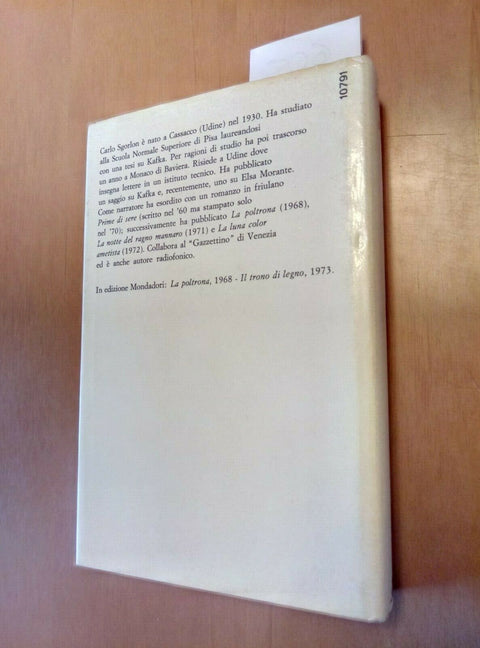 Carlo Sgorlon è nato a Cassacco (Udine) nel 1930. Ha studiato
alla Scuola Normale Superiore di Pisa laureandosi
con una tesi su Kafka. Per ragioni di studio ha poi trascorso
un anno a Monaco di Baviera. Risiede a Udine dove
insegna lettere in un istituto tecnico. Ha pubblicato
un saggio su Kafka e, recentemente, uno su Elsa Morante.
Come narratore ha esordito con un romanzo in friulano
Prime di sere (scritto nel '60 ma stampato solo
nel '70); successivamente ha pubblicato La poltrona (1968),
La notte del ragno mannaro (1971) e La luna color
ametista (1972). Collabora al "Gazzettino" di Venezia
ed è anche autore radiofonico.
In edizione Mondadori: La poltrona, 1968 - Il trono di legno, 1973.
10791